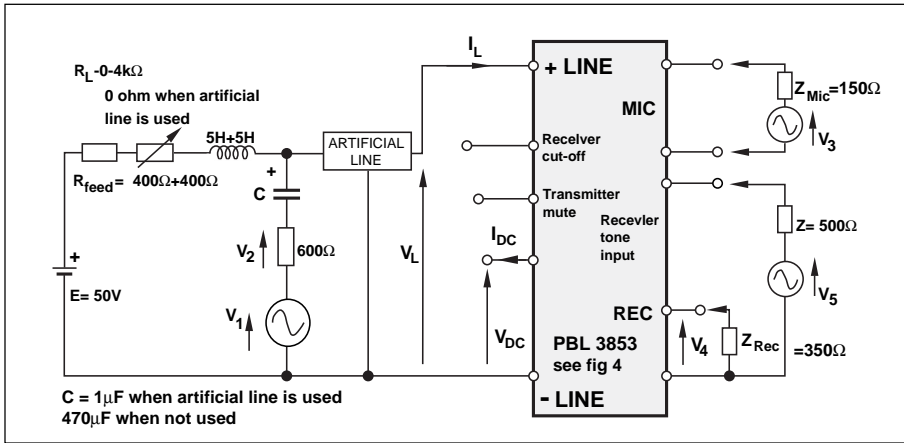 R_L-0-4kΩ
0 ohm when artificial
line is used
5H+5H
R_feed= 400Ω+400Ω
+
C
+
E= 50V
V_2
600Ω
V_1
C = 1µF when artificial line is used
470µF when not used
ARTIFICIAL
LINE
I_L
V_L
+ LINE
MIC
Recelver
cut-off
Transmitter
mute
Recevler
tone
input
I_DC
V_DC
REC
PBL 3853
see fig 4
- LINE
Z_Mic=150Ω
V_3
Z= 500Ω
V_5
V_4
Z_Rec
=350Ω